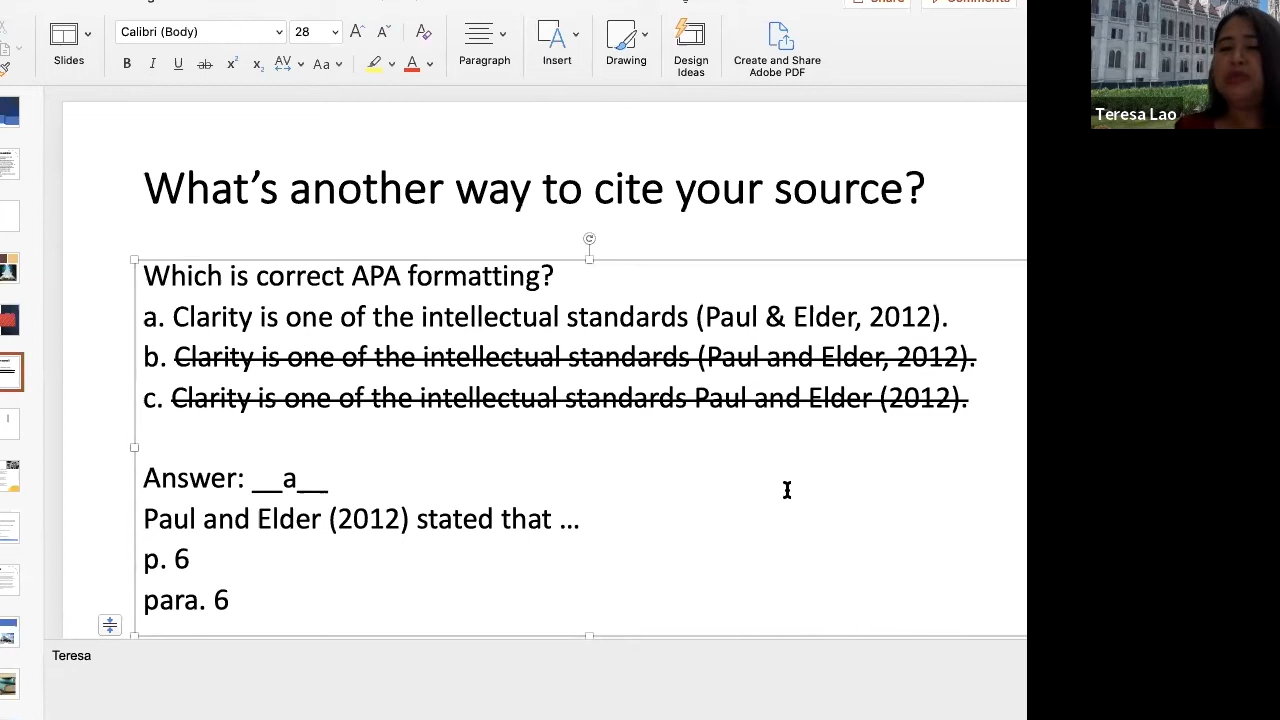 Share
Comments
Calibri (Body)
28
Slides
Paragraph
Insert
Drawing
Design
Ideas
Create and Share
Adobe PDF
Teresa Lao
What's another way to cite your source?
Which is correct APA formatting?
a. Clarity is one of the intellectual standards (Paul & Elder, 2012).
b. Clarity is one of the intellectual standards (Paul and Elder, 2012).
c. Clarity is one of the intellectual standards Paul and Elder (2012).
Answer: __a__
Paul and Elder (2012) stated that ...
p. 6
para. 6
Teresa